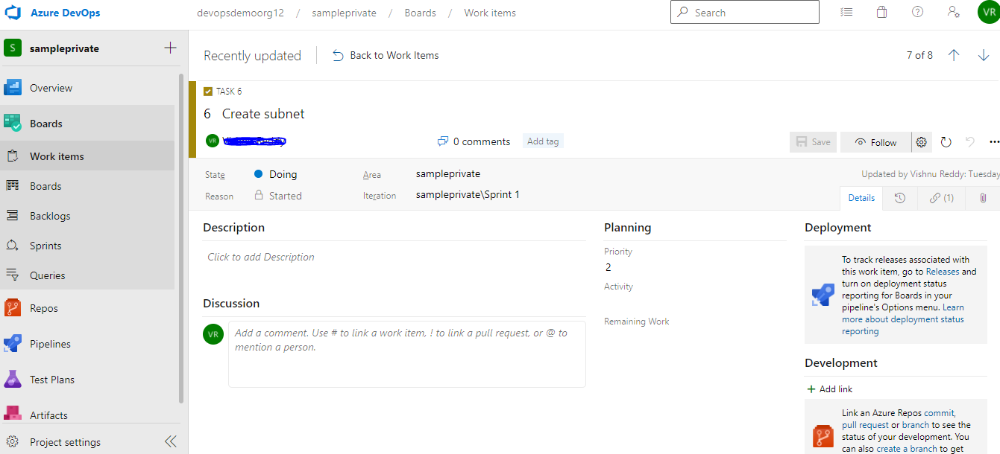 Azure DevOps
devopsdemoorg12 / sampleprivate / Boards / Work items
Search
VR
S sampleprivate
Overview
Boards
Work items
Boards
Backlogs
Sprints
Queries
Repos
Pipelines
Test Plans
Artifacts
Project settings
Recently updated
Back to Work Items
7 of 8
TASK 6
6 Create subnet
VR
0 comments
Add tag
Save
Follow
State
Doing
Area
sampleprivate
Updated by Vishnu Reddy: Tuesday
Reason
Started
Iteration
sampleprivate\Sprint 1
Details
(1)
Description
Click to add Description
Discussion
VR
Add a comment. Use # to link a work item, ! to link a pull request, or @ to
mention a person.
Planning
Priority
2
Activity
Remaining Work
Deployment
To track releases associated with
this work item, go to Releases and
turn on deployment status
reporting for Boards in your
pipeline's Options menu. Learn
more about deployment status
reporting
Development
+ Add link
Link an Azure Repos commit,
pull request or branch to see the
status of your development. You
can also create a branch to get